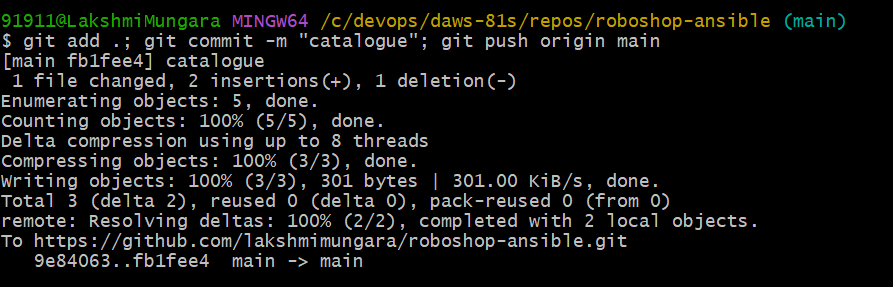 91911@LakshmiMungara MINGW64 /c/devops/daws-81s/repos/roboshop-ansible (main)
$ git add .; git commit -m "catalogue"; git push origin main
[main fb1fee4] catalogue
 1 file changed, 2 insertions(+), 1 deletion(-)
Enumerating objects: 5, done.
Counting objects: 100% (5/5), done.
Delta compression using up to 8 threads
Compressing objects: 100% (3/3), done.
Writing objects: 100% (3/3), 301 bytes | 301.00 KiB/s, done.
Total 3 (delta 2), reused 0 (delta 0), pack-reused 0 (from 0)
remote: Resolving deltas: 100% (2/2), completed with 2 local objects.
To https://github.com/lakshmimungara/roboshop-ansible.git
   9e84063..fb1fee4  main -> main